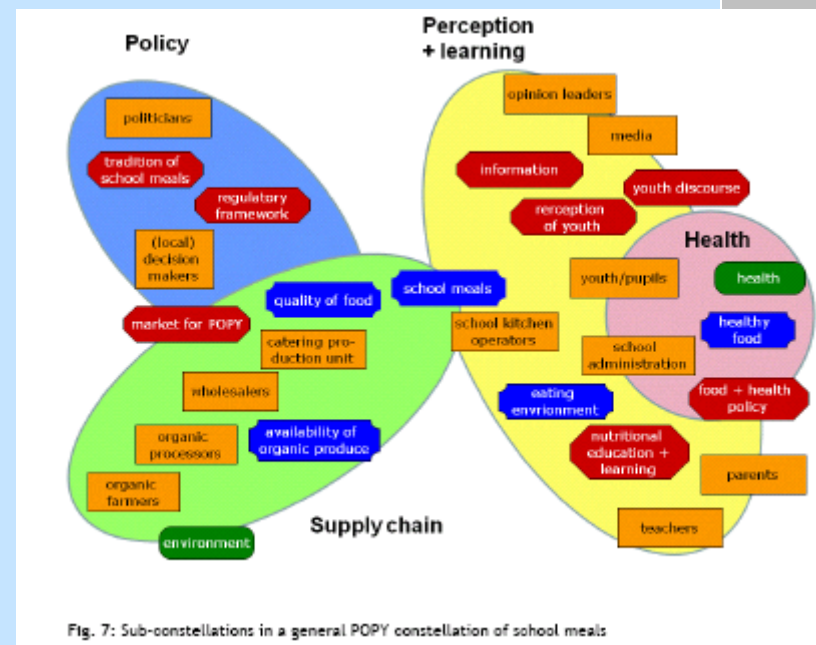 Policy
Perception
+ learning
politicians
tradition of
school meals
regulatory
framework
(local)
decision
makers
market for POPY
opinion leaders
media
information
youth discourse
rerception
of youth
Health
youth/pupils
health
healthy
food
school
administration
food + health
policy
quality of food
school meals
school kitchen
operators
catering pro-
duction unit
wholesalers
organic
processors
availability of
organic produce
organic
farmers
environment
Supply chain
eating
envrionment
nutritional
education +
learning
parents
teachers
Fig. 7: Sub-constellations in a general POPY constellation of school meals